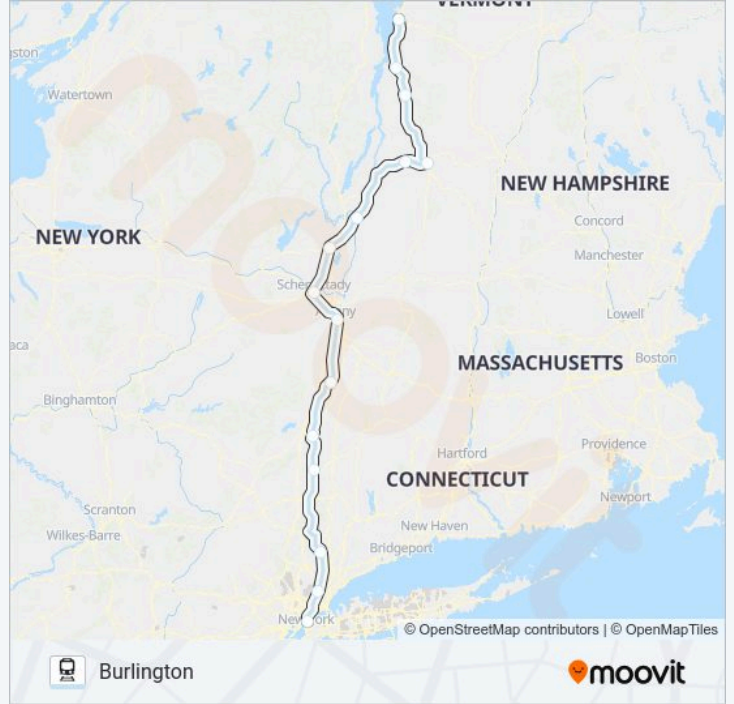 VERMONT
Watertown
NEW HAMPSHIRE
Concord
NEW YORK
Manchester
Lowell
MASSACHUSETTS
Boston
Binghamton
Hartford
Providence
CONNECTICUT
Newport
Scranton
New Haven
Wilkes-Barre
Bridgeport
© OpenStreetMap contributors | © OpenMapTiles
Burlington
moovit